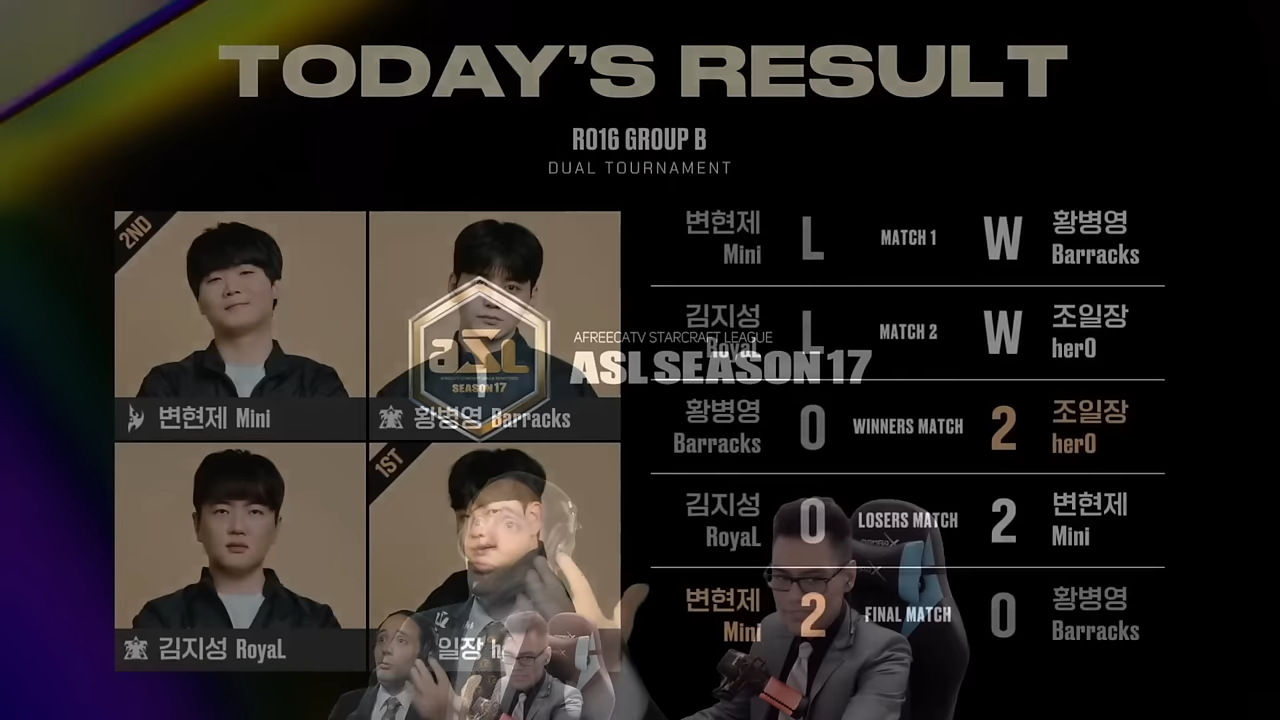 TODAY'S RESULT
RO16 GROUP B
DUAL TOURNAMENT
2ND
변현제 Mini
황병영 Barracks
1ST
김지성 RoyaL
일장 h
aSL
SEASON 17
AFREECATV STARCRAFT LEAGUE
ASL SEASON 17
변현제 L MATCH 1 W 황병영
Mini Barracks
김지성 L MATCH 2 W 조일장
RoyaL her0
황병영 0 WINNERS MATCH 2 조일장
Barracks her0
김지성 0 LOSERS MATCH 2 변현제
RoyaL Mini
변현제 2 FINAL MATCH 0 황병영
Mini Barracks